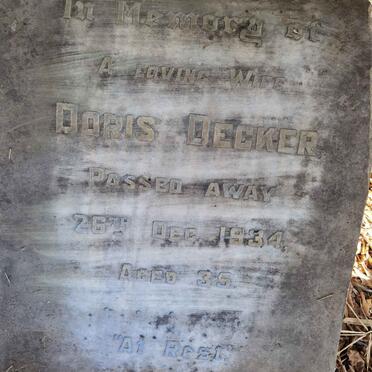 In Memory of
A LOVING WIFE
DORIS DECKER
PASSED AWAY
26TH DEC. 1934,
AGED 35
"At Rest"